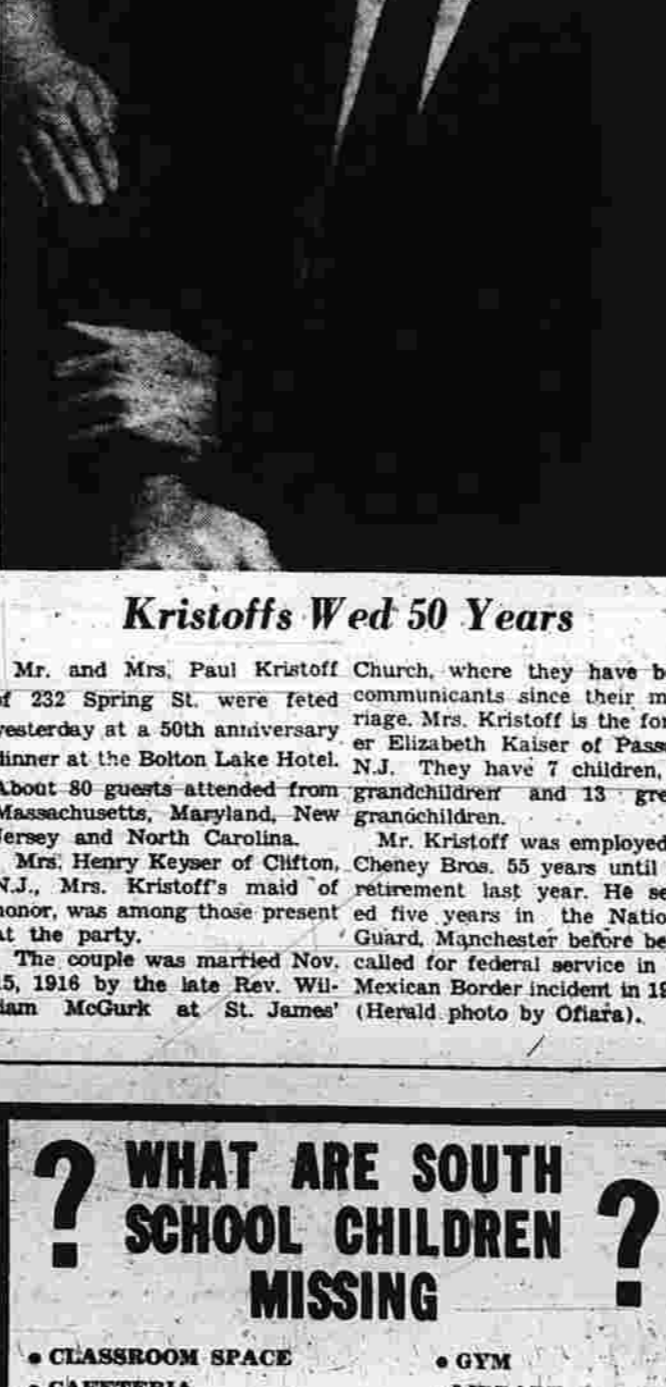 Kristoffs Wed 50 Years
Mr. and Mrs. Paul Kristoff
of 232 Spring St. were feted
yesterday at a 50th anniversary
dinner at the Bolton Lake Hotel.
About 80 guests attended from
Massachusetts, Maryland, New
Jersey and North Carolina.
Mrs. Henry Keyser of Clifton,
N.J., Mrs. Kristoff's maid of
honor, was among those present
at the party.
The couple was married Nov.
15, 1916 by the late Rev. Wil-
liam McGurk at St. James'
Church, where they have b
communicants since their m
riage. Mrs. Kristoff is the for
er Elizabeth Kaiser of Pass
N.J. They have 7 children,
grandchildren and 13 gre
grandchildren.
Mr. Kristoff was employed
Cheney Bros. 55 years until
retirement last year. He se
ed five years in the Natio
Guard, Manchester before be
called for federal service in
Mexican Border incident in 19
(Herald photo by Ofiara).
? WHAT ARE SOUTH
SCHOOL CHILDREN ?
MISSING
• CLASSROOM SPACE
• GYM
• CAFETERIA